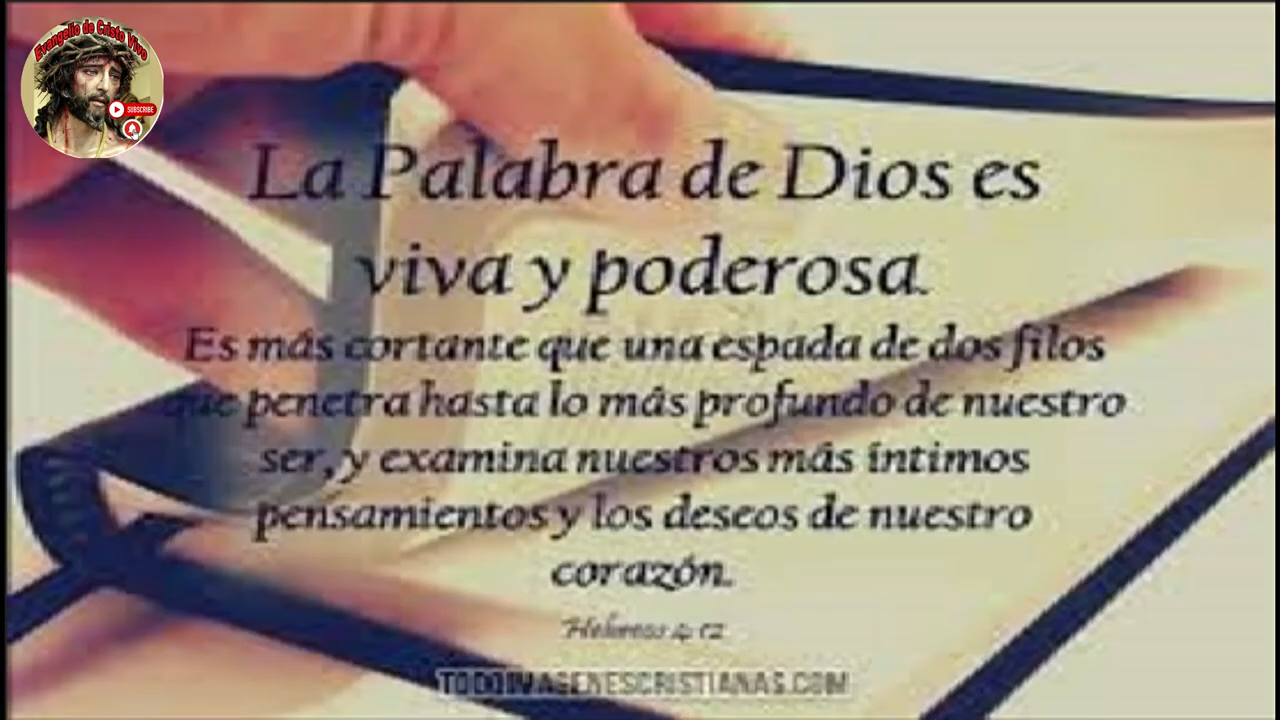 Evangelio de Cristo Vivo
SUBSCRIBE
La Palabra de Dios es
viva y poderosa.
Es más cortante que una espada de dos filos
que penetra hasta lo más profundo de nuestro
ser, y examina nuestros más íntimos
pensamientos y los deseos de nuestro
corazón.
Hebreos 4: 12
TODOIMAGENESCRISTIANAS.COM